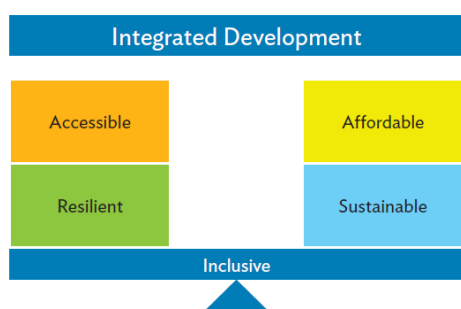 Integrated Development
Accessible
Affordable
Resilient
Sustainable
Inclusive